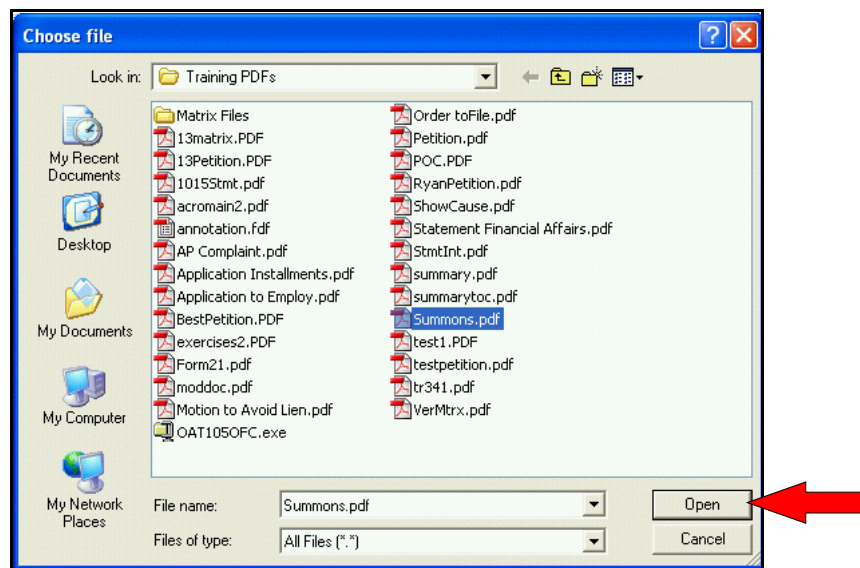 Choose file
Look in:
Training PDFs
My Recent
Documents
Desktop
My Documents
My Computer
My Network
Places
Matrix Files
13matrix.PDF
13Petition.PDF
1015Stmt.pdf
acromain2.pdf
annotation.fdf
AP Complaint.pdf
Application Installments.pdf
Application to Employ.pdf
BestPetition.PDF
exercises2.PDF
Form21.pdf
moddoc.pdf
Motion to Avoid Lien.pdf
OAT105OFC.exe
Order toFile.pdf
Petition.pdf
POC.PDF
RyanPetition.pdf
ShowCause.pdf
Statement Financial Affairs.pdf
StmtInt.pdf
summary.pdf
summarytoc.pdf
Summons.pdf
test1.PDF
testpetition.pdf
tr341.pdf
VerMtrx.pdf
File name:
Summons.pdf
Open
Files of type:
All Files (*.*)
Cancel